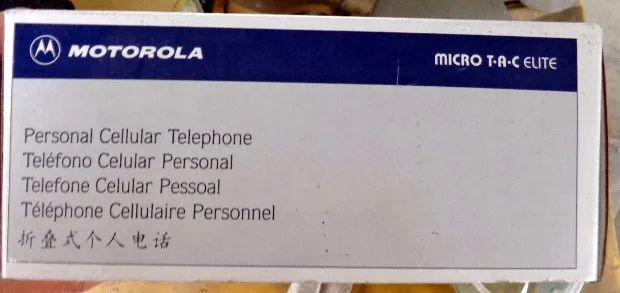 MOTOROLA MICRO T·A·C ELITE
Personal Cellular Telephone
Teléfono Celular Personal
Telefone Celular Pessoal
Téléphone Cellulaire Personnel
折叠式个人电话